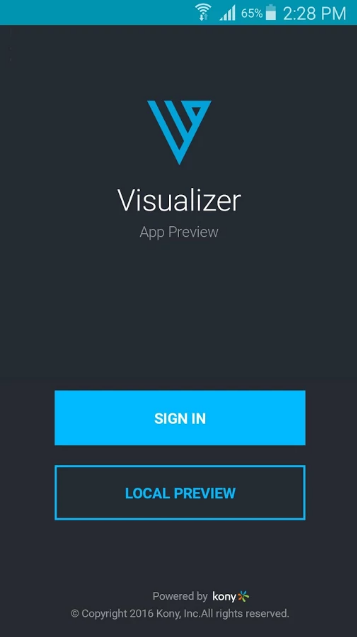 65% 2:28 PM
Visualizer
App Preview
SIGN IN
LOCAL PREVIEW
Powered by kony
© Copyright 2016 Kony, Inc.All rights reserved.